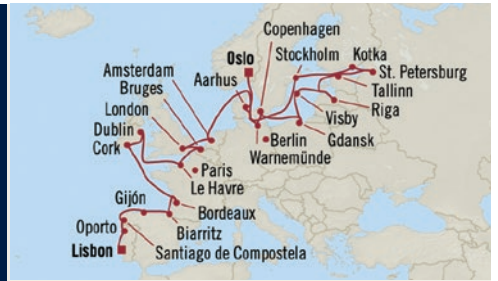 Copenhagen
Stockholm
Kotka
Oslo
Amsterdam
Aarhus
St. Petersburg
Bruges
Tallinn
London
Riga
Dublin
Visby
Cork
Berlin
Gdansk
Paris
Warnemünde
Le Havre
Gijón
Bordeaux
Oporto
Biarritz
Lisbon
Santiago de Compostela